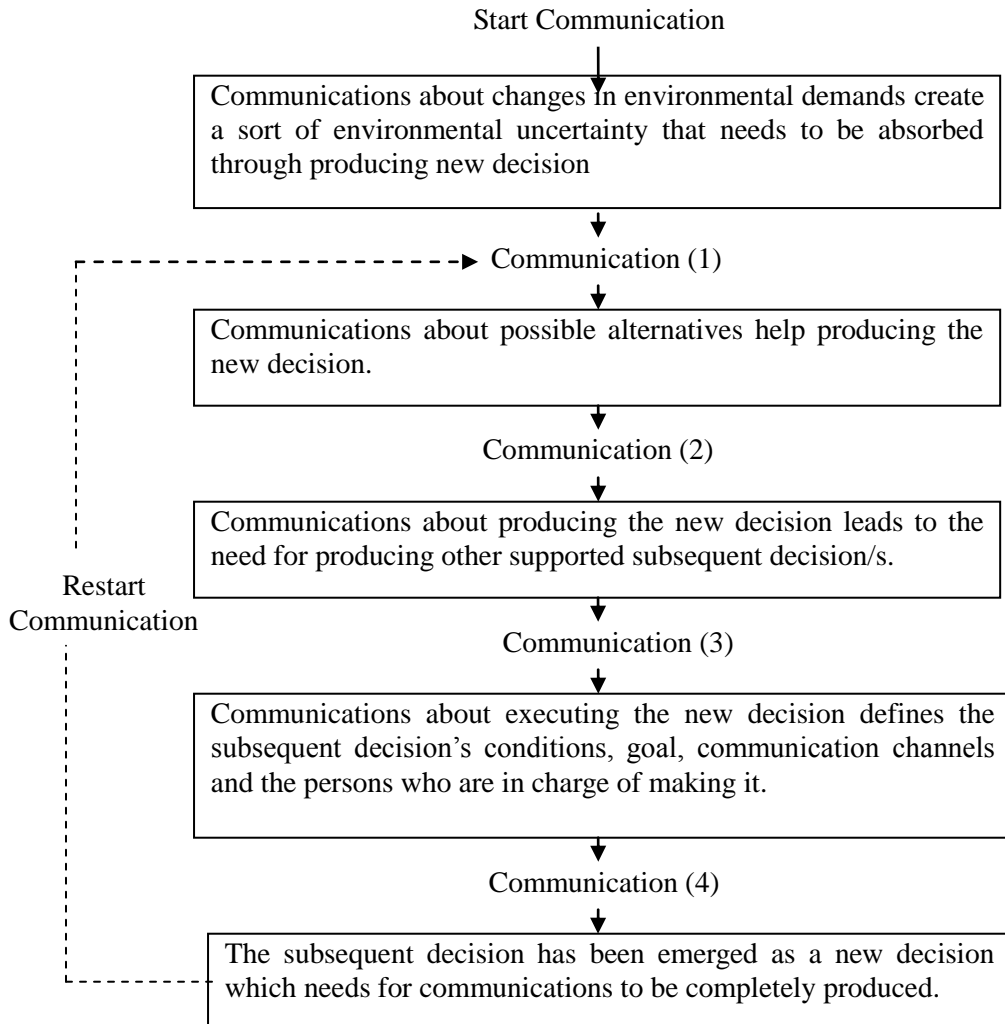 Start Communication
Communications about changes in environmental demands create
a sort of environmental uncertainty that needs to be absorbed
through producing new decision
Communication (1)
Communications about possible alternatives help producing the
new decision.
Communication (2)
Communications about producing the new decision leads to the
need for producing other supported subsequent decision/s.
Restart
Communication
Communication (3)
Communications about executing the new decision defines the
subsequent decision’s conditions, goal, communication channels
and the persons who are in charge of making it.
Communication (4)
The subsequent decision has been emerged as a new decision
which needs for communications to be completely produced.